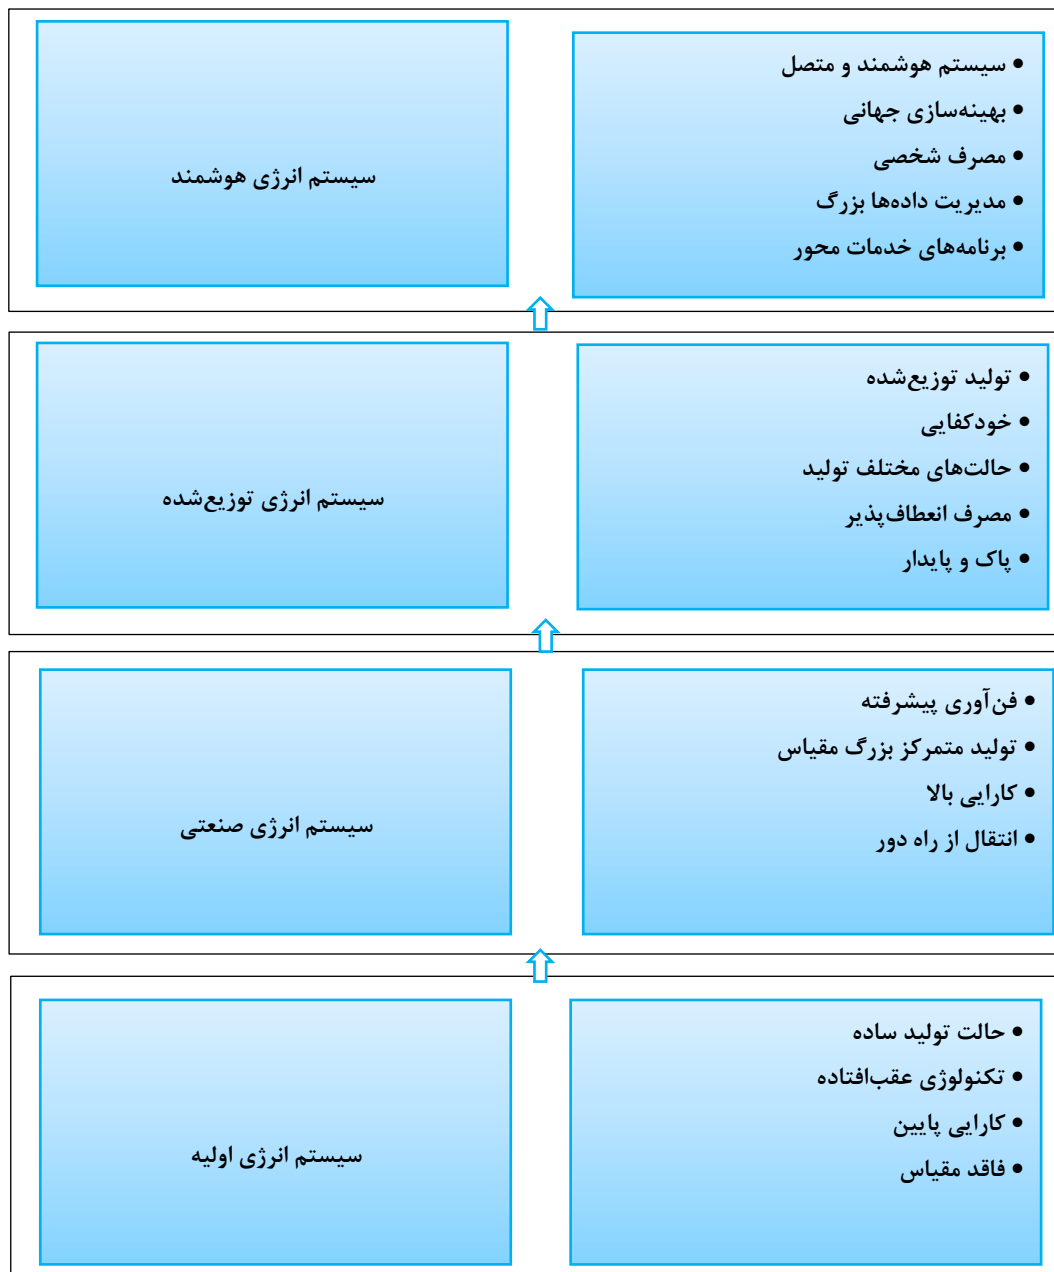 سیستم هوشمند و متصل
بهینه‌سازی جهانی
مصرف شخصی
مدیریت داده‌ها بزرگ
برنامه‌های خدمات محور
سیستم انرژی هوشمند
تولید توزیع‌شده
خودکفایی
حالت‌های مختلف تولید
مصرف انعطاف‌پذیر
پاک و پایدار
سیستم انرژی توزیع‌شده
فن‌آوری پیشرفته
تولید متمرکز بزرگ مقیاس
کارایی بالا
انتقال از راه دور
سیستم انرژی صنعتی
حالت تولید ساده
تکنولوژی عقب‌افتاده
کارایی پایین
فاقد مقیاس
سیستم انرژی اولیه